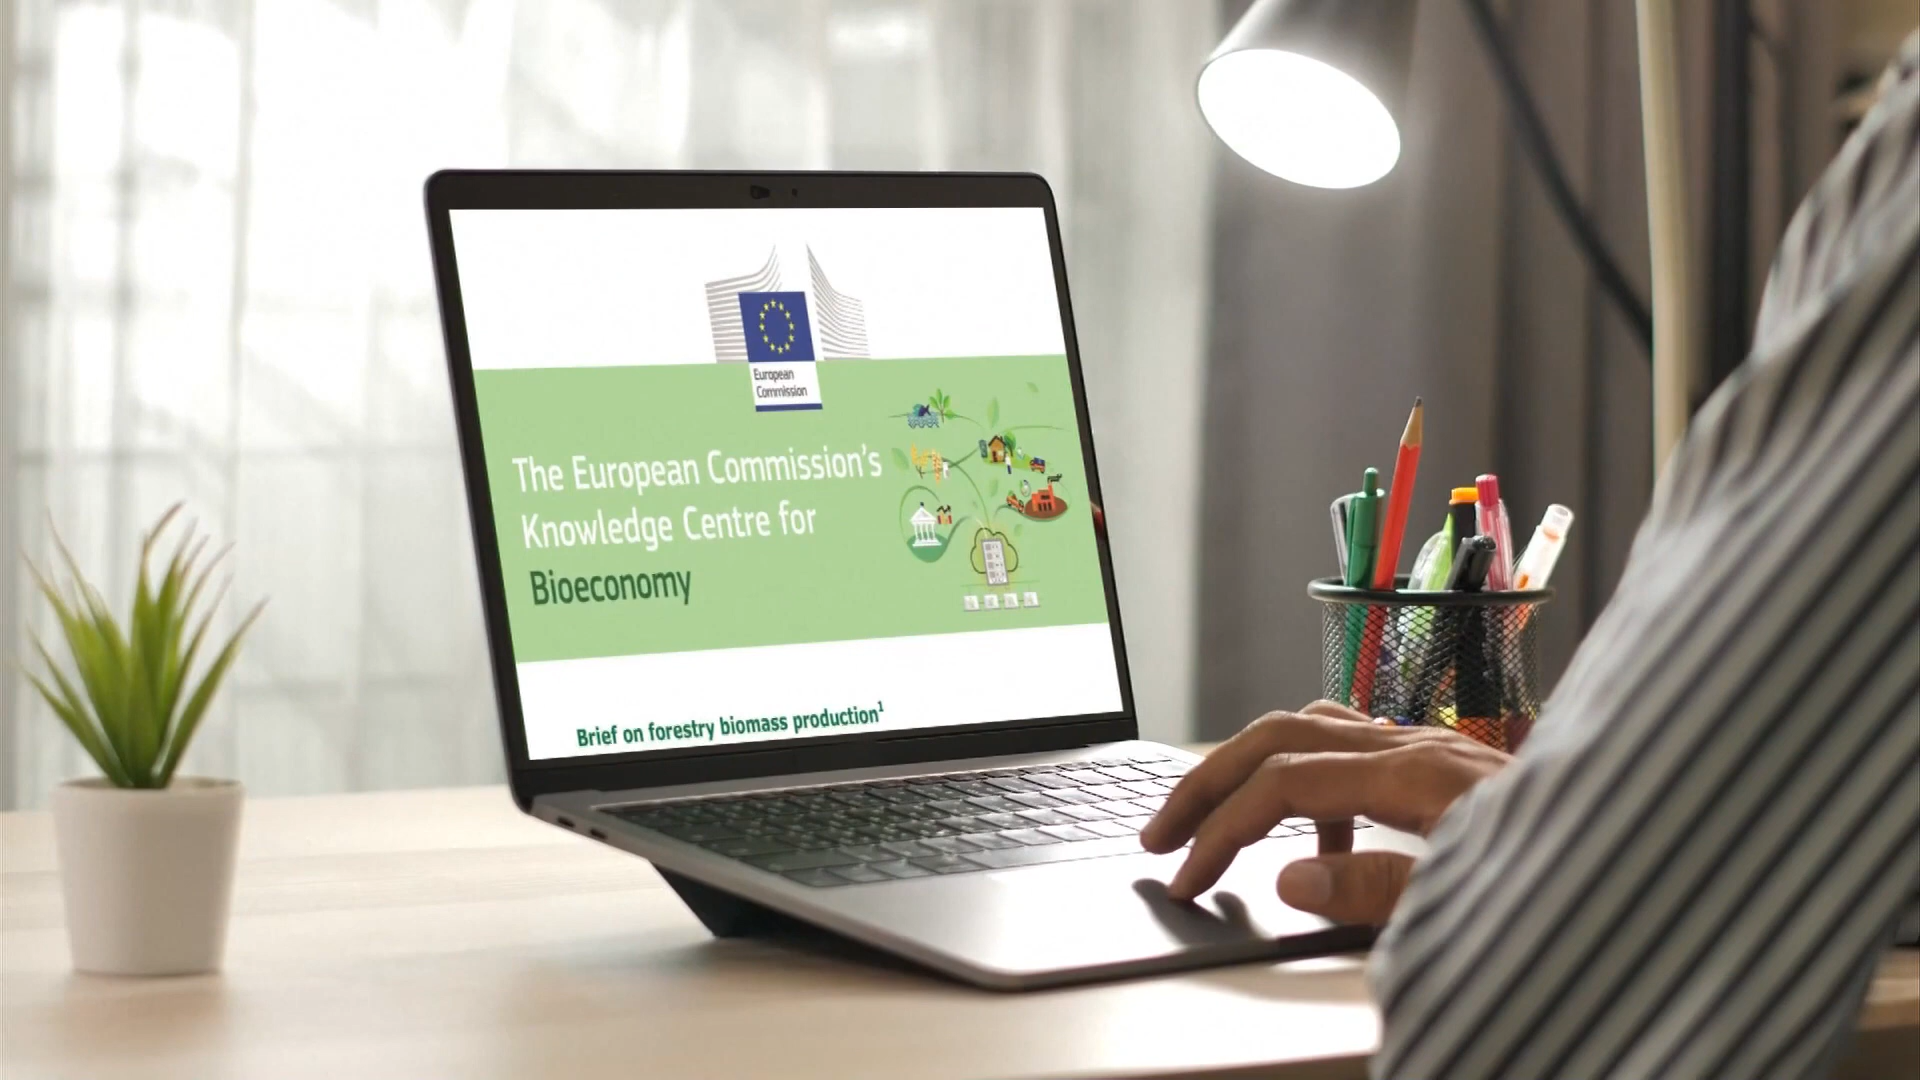 European
Commission
The European Commission's
Knowledge Centre for
Bioeconomy
Brief on forestry biomass production¹